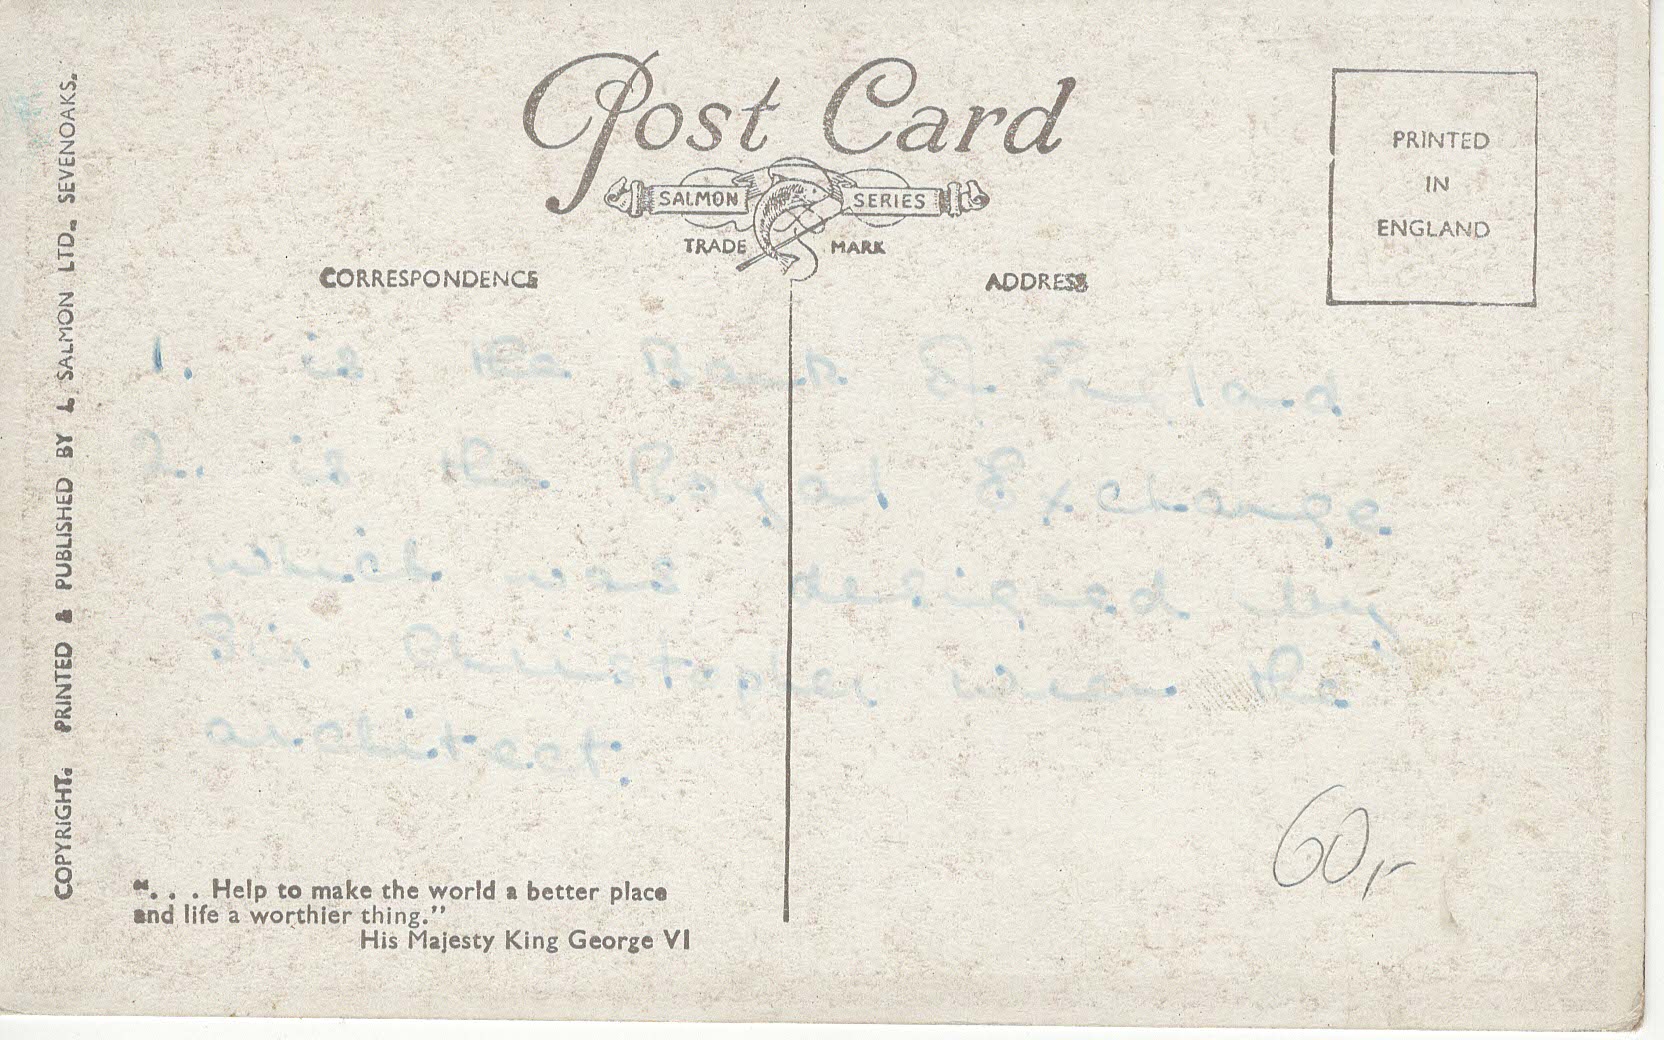 Post Card
SALMON SERIES
TRADE MARK
CORRESPONDENCE
ADDRESS
PRINTED
IN
ENGLAND
COPYRIGHT. PRINTED & PUBLISHED BY J. SALMON LTD. SEVENOAKS.
1. is the Bank Of England
2. is the Royal Exchange
which was designed by
Sir Christopher Wren the
architect.
". . . Help to make the world a better place
and life a worthier thing."
His Majesty King George VI
60,-